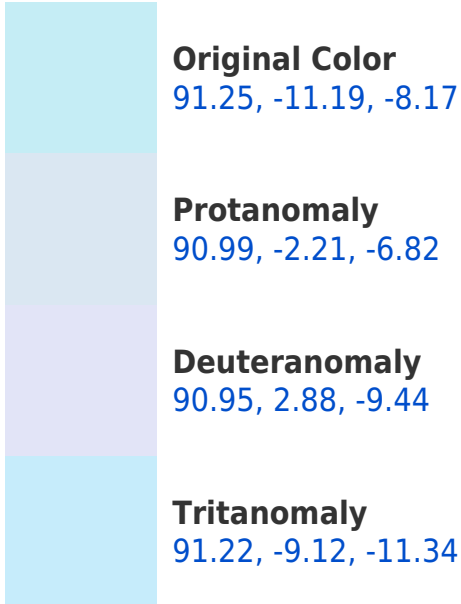 Original Color
91.25, -11.19, -8.17
Protanomaly
90.99, -2.21, -6.82
Deuteranomaly
90.95, 2.88, -9.44
Tritanomaly
91.22, -9.12, -11.34